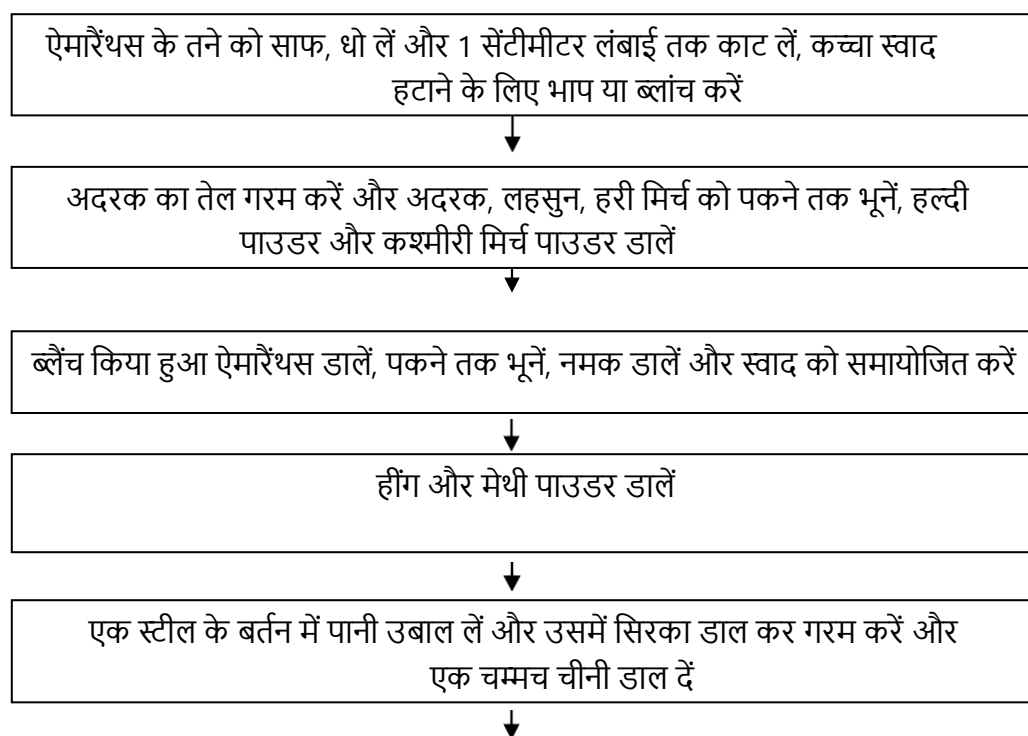 ऐमारैंथस के तने को साफ, धो लें और 1 सेंटीमीटर लंबाई तक काट लें, कच्चा स्वाद
हटाने के लिए भाप या ब्लांच करें
अदरक का तेल गरम करें और अदरक, लहसुन, हरी मिर्च को पकने तक भूनें, हल्दी
पाउडर और कश्मीरी मिर्च पाउडर डालें
ब्लैंच किया हुआ ऐमारैंथस डालें, पकने तक भूनें, नमक डालें और स्वाद को समायोजित करें
हींग और मेथी पाउडर डालें
एक स्टील के बर्तन में पानी उबाल लें और उसमें सिरका डाल कर गरम करें और
एक चम्मच चीनी डाल दें